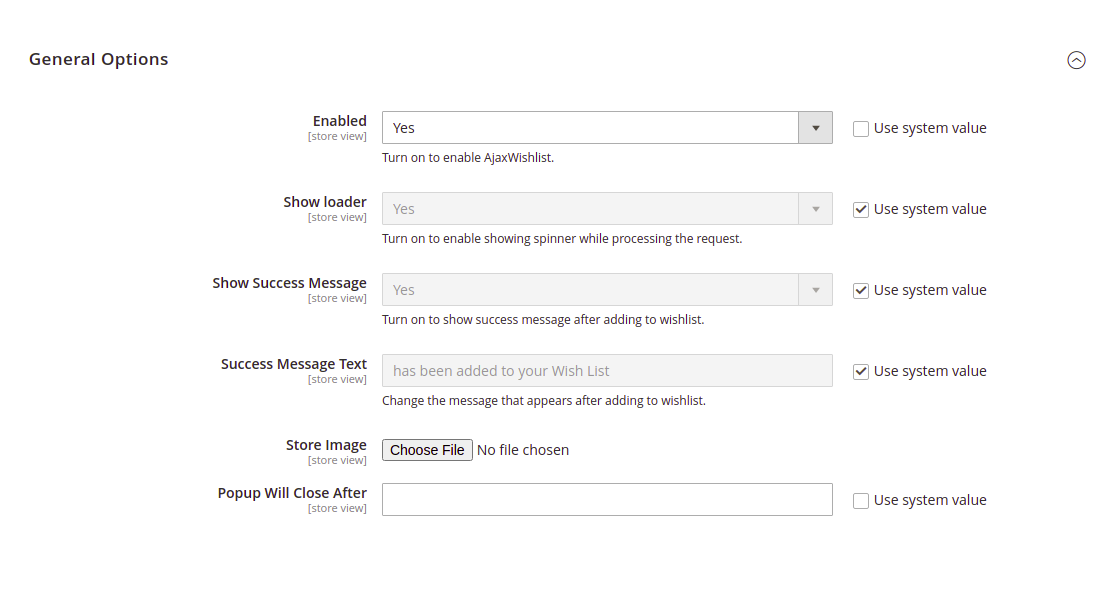 General Options
Enabled
[store view]
Yes
Use system value
Turn on to enable AjaxWishlist.
Show loader
[store view]
Yes
Use system value
Turn on to enable showing spinner while processing the request.
Show Success Message
[store view]
Yes
Use system value
Turn on to show success message after adding to wishlist.
Success Message Text
[store view]
has been added to your Wish List
Use system value
Change the message that appears after adding to wishlist.
Store Image
[store view]
Choose File No file chosen
Popup Will Close After
[store view]
Use system value